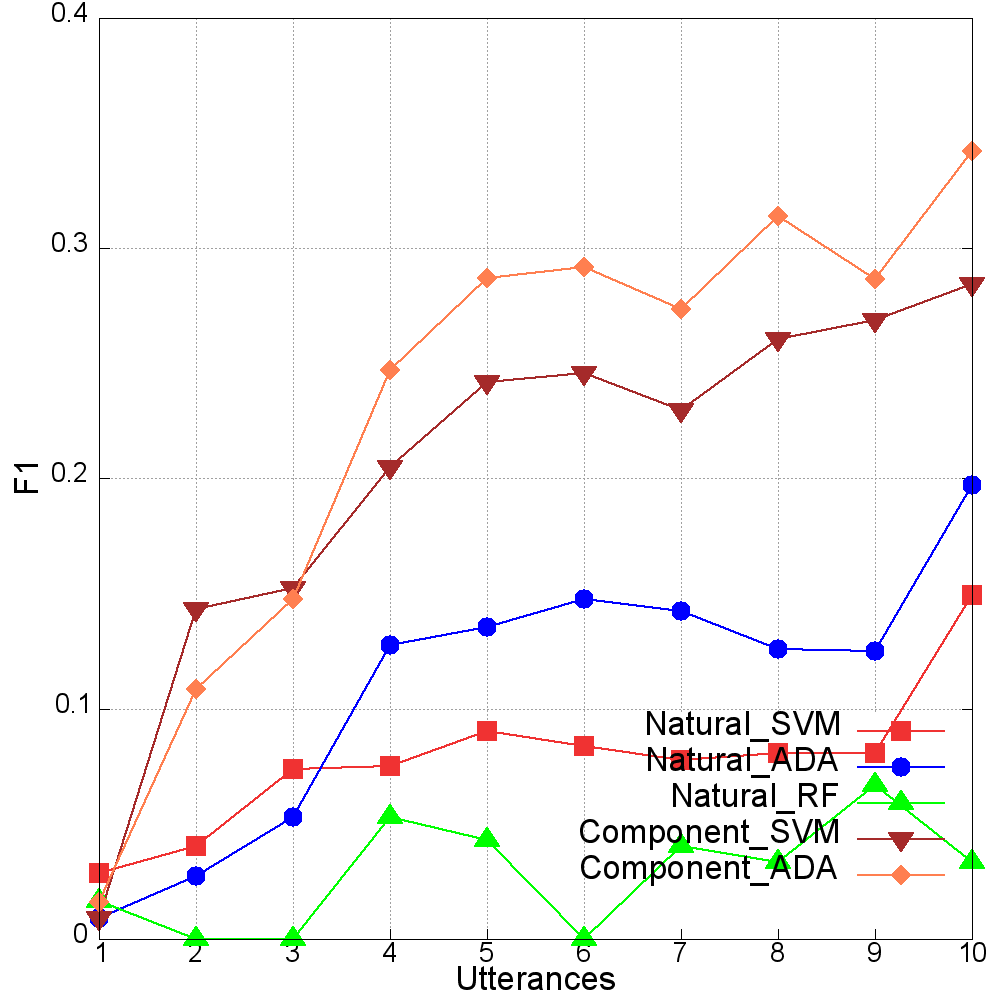 0.4
0.3
0.2
0.1
0
F1
Natural_SVM
Natural_ADA
Natural_RF
Component_SVM
Component_ADA
1 2 3 4 5 6 7 8 9 10
Utterances